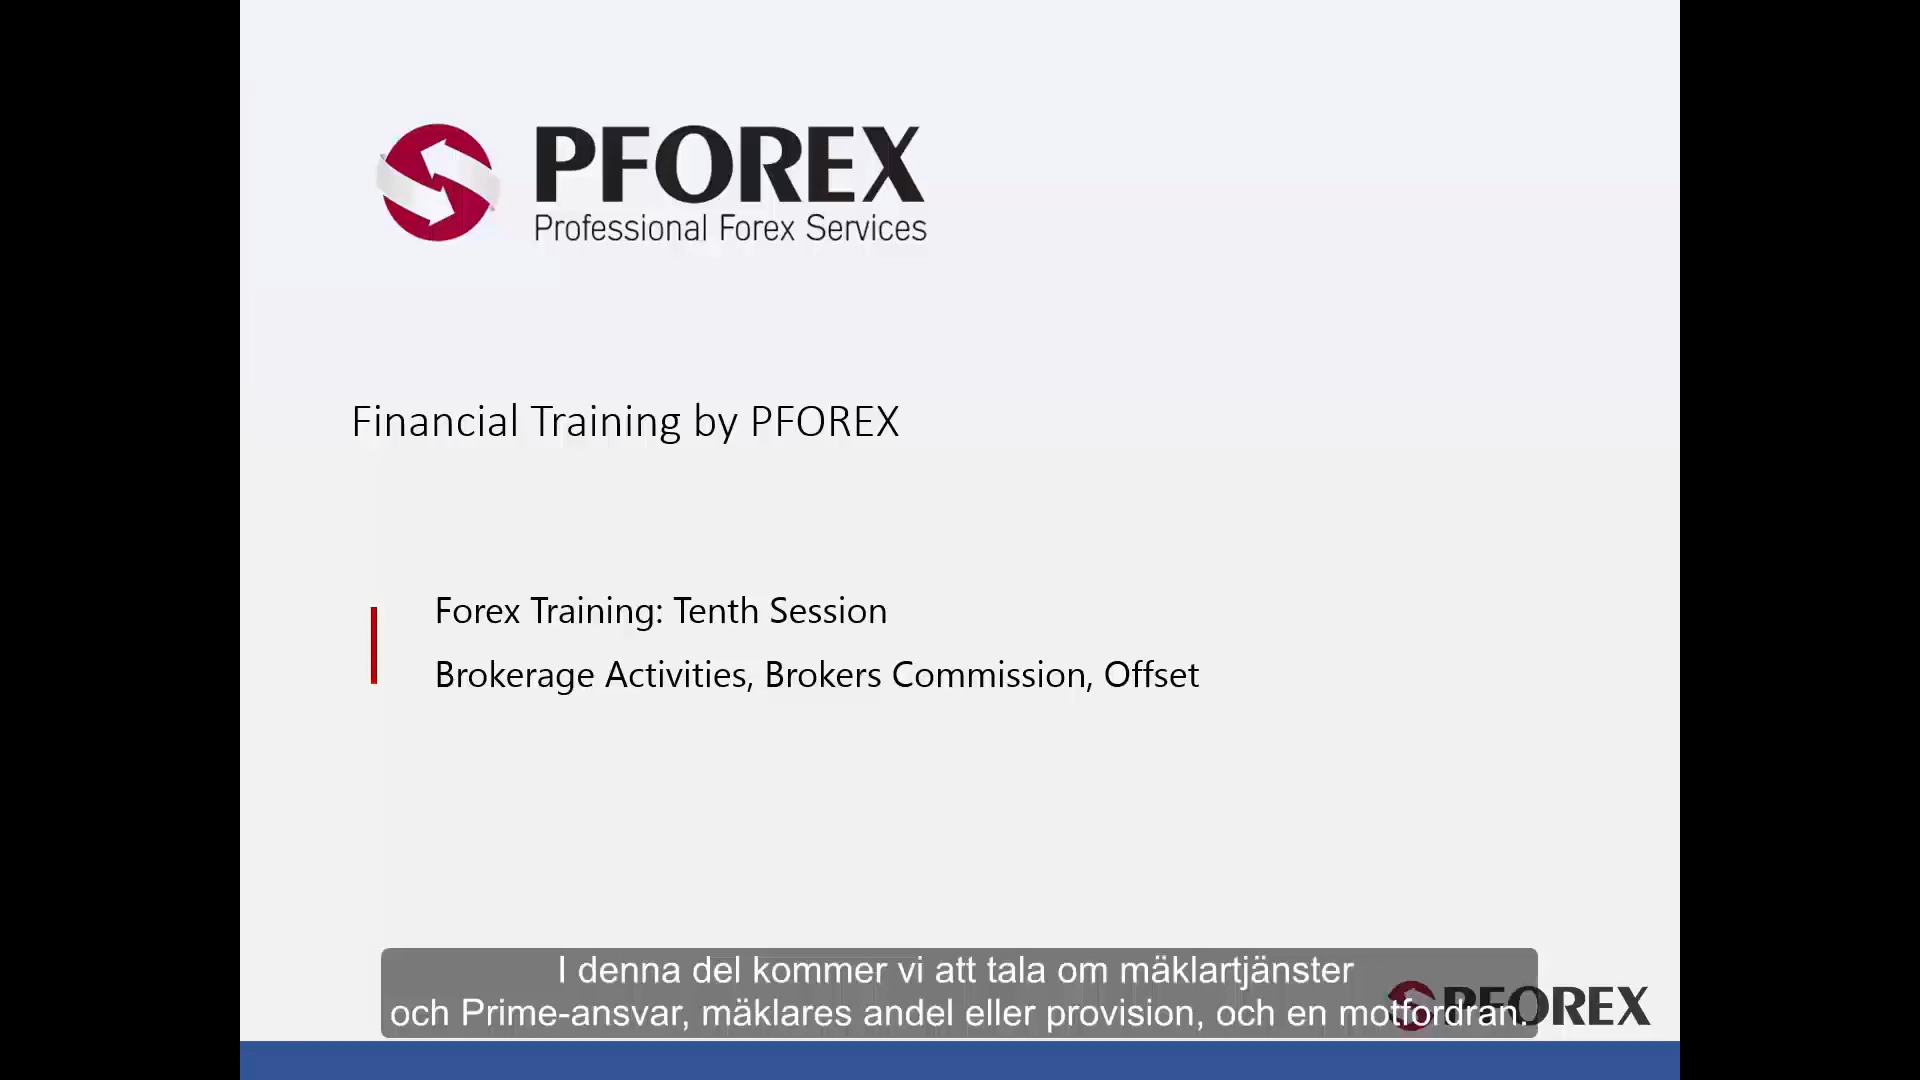 PFOREX
Professional Forex Services
Financial Training by PFOREX
Forex Training: Tenth Session
Brokerage Activities, Brokers Commission, Offset
I denna del kommer vi att tala om mäklartjänster
och Prime-ansvar, mäklares andel eller provision, och en motfordran.
PFOREX